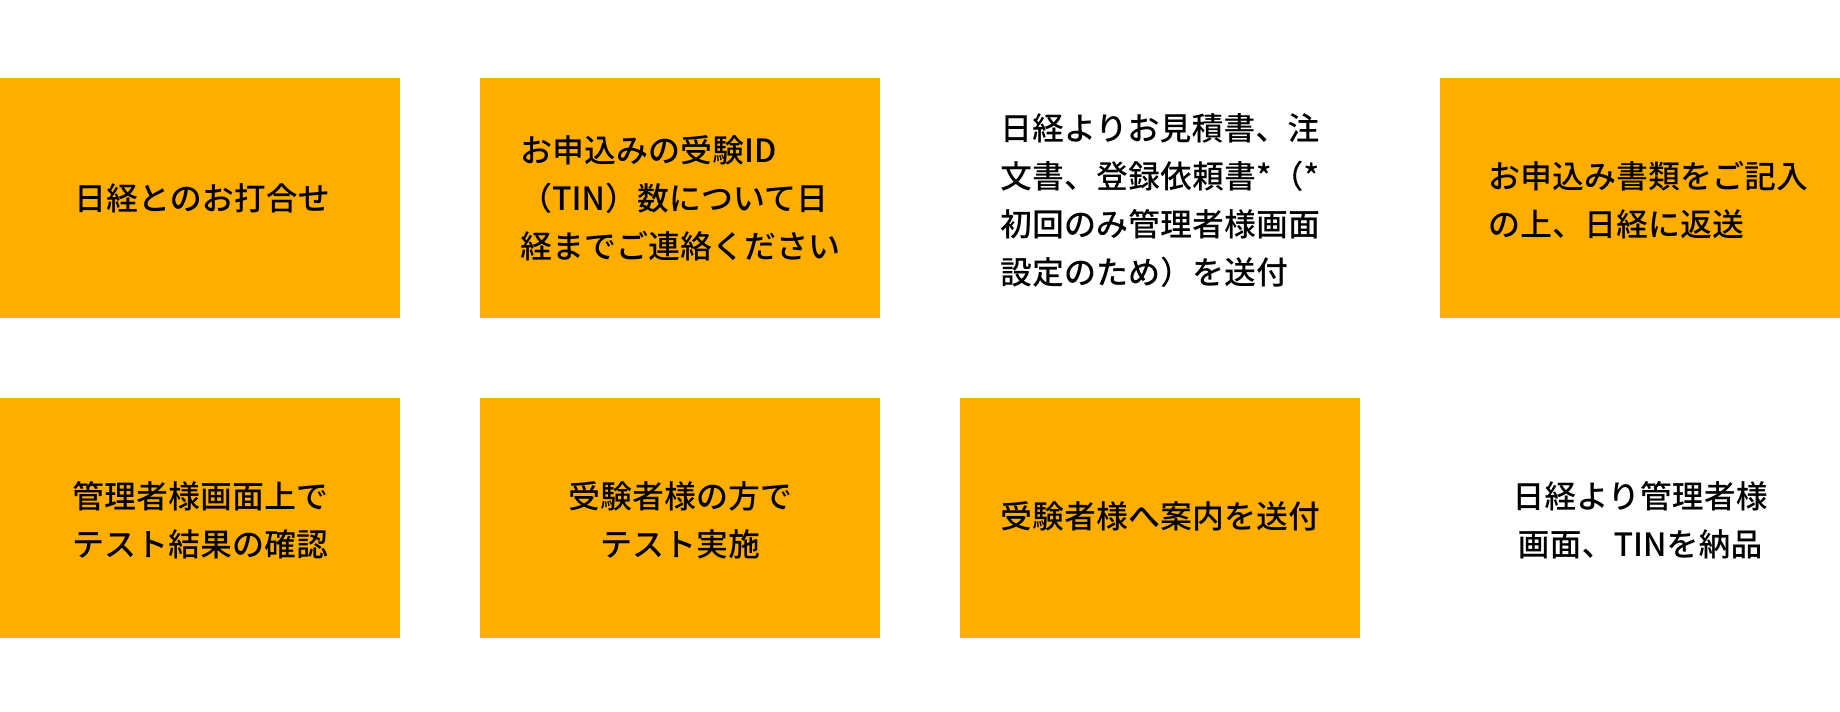 日経とのお打合せ
お申込みの受験ID
（TIN）数について日
経までご連絡ください
日経よりお見積書、注
文書、登録依頼書*（*
初回のみ管理者様画面
設定のため）を送付
お申込み書類をご記入
の上、日経に返送
日経より管理者様
画面、TINを納品
受験者様へ案内を送付
受験者様の方で
テスト実施
管理者様画面上で
テスト結果の確認